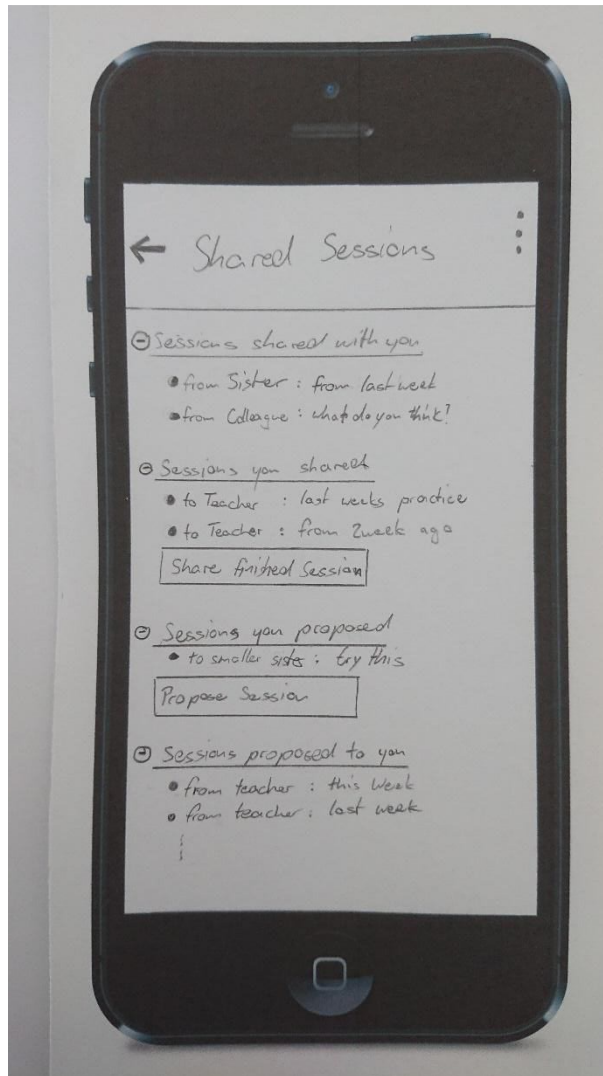 Shared Sessions
Sessions shared with you
from Sister : from last week
from Colleague : what do you think?
Sessions you shared
to Teacher : last weeks practice
to Teacher : from 2week ago
Share finished Session
Sessions you proposed
to smaller sister : try this
Propose Session
Sessions proposed to you
from teacher : this week
from teacher : last week